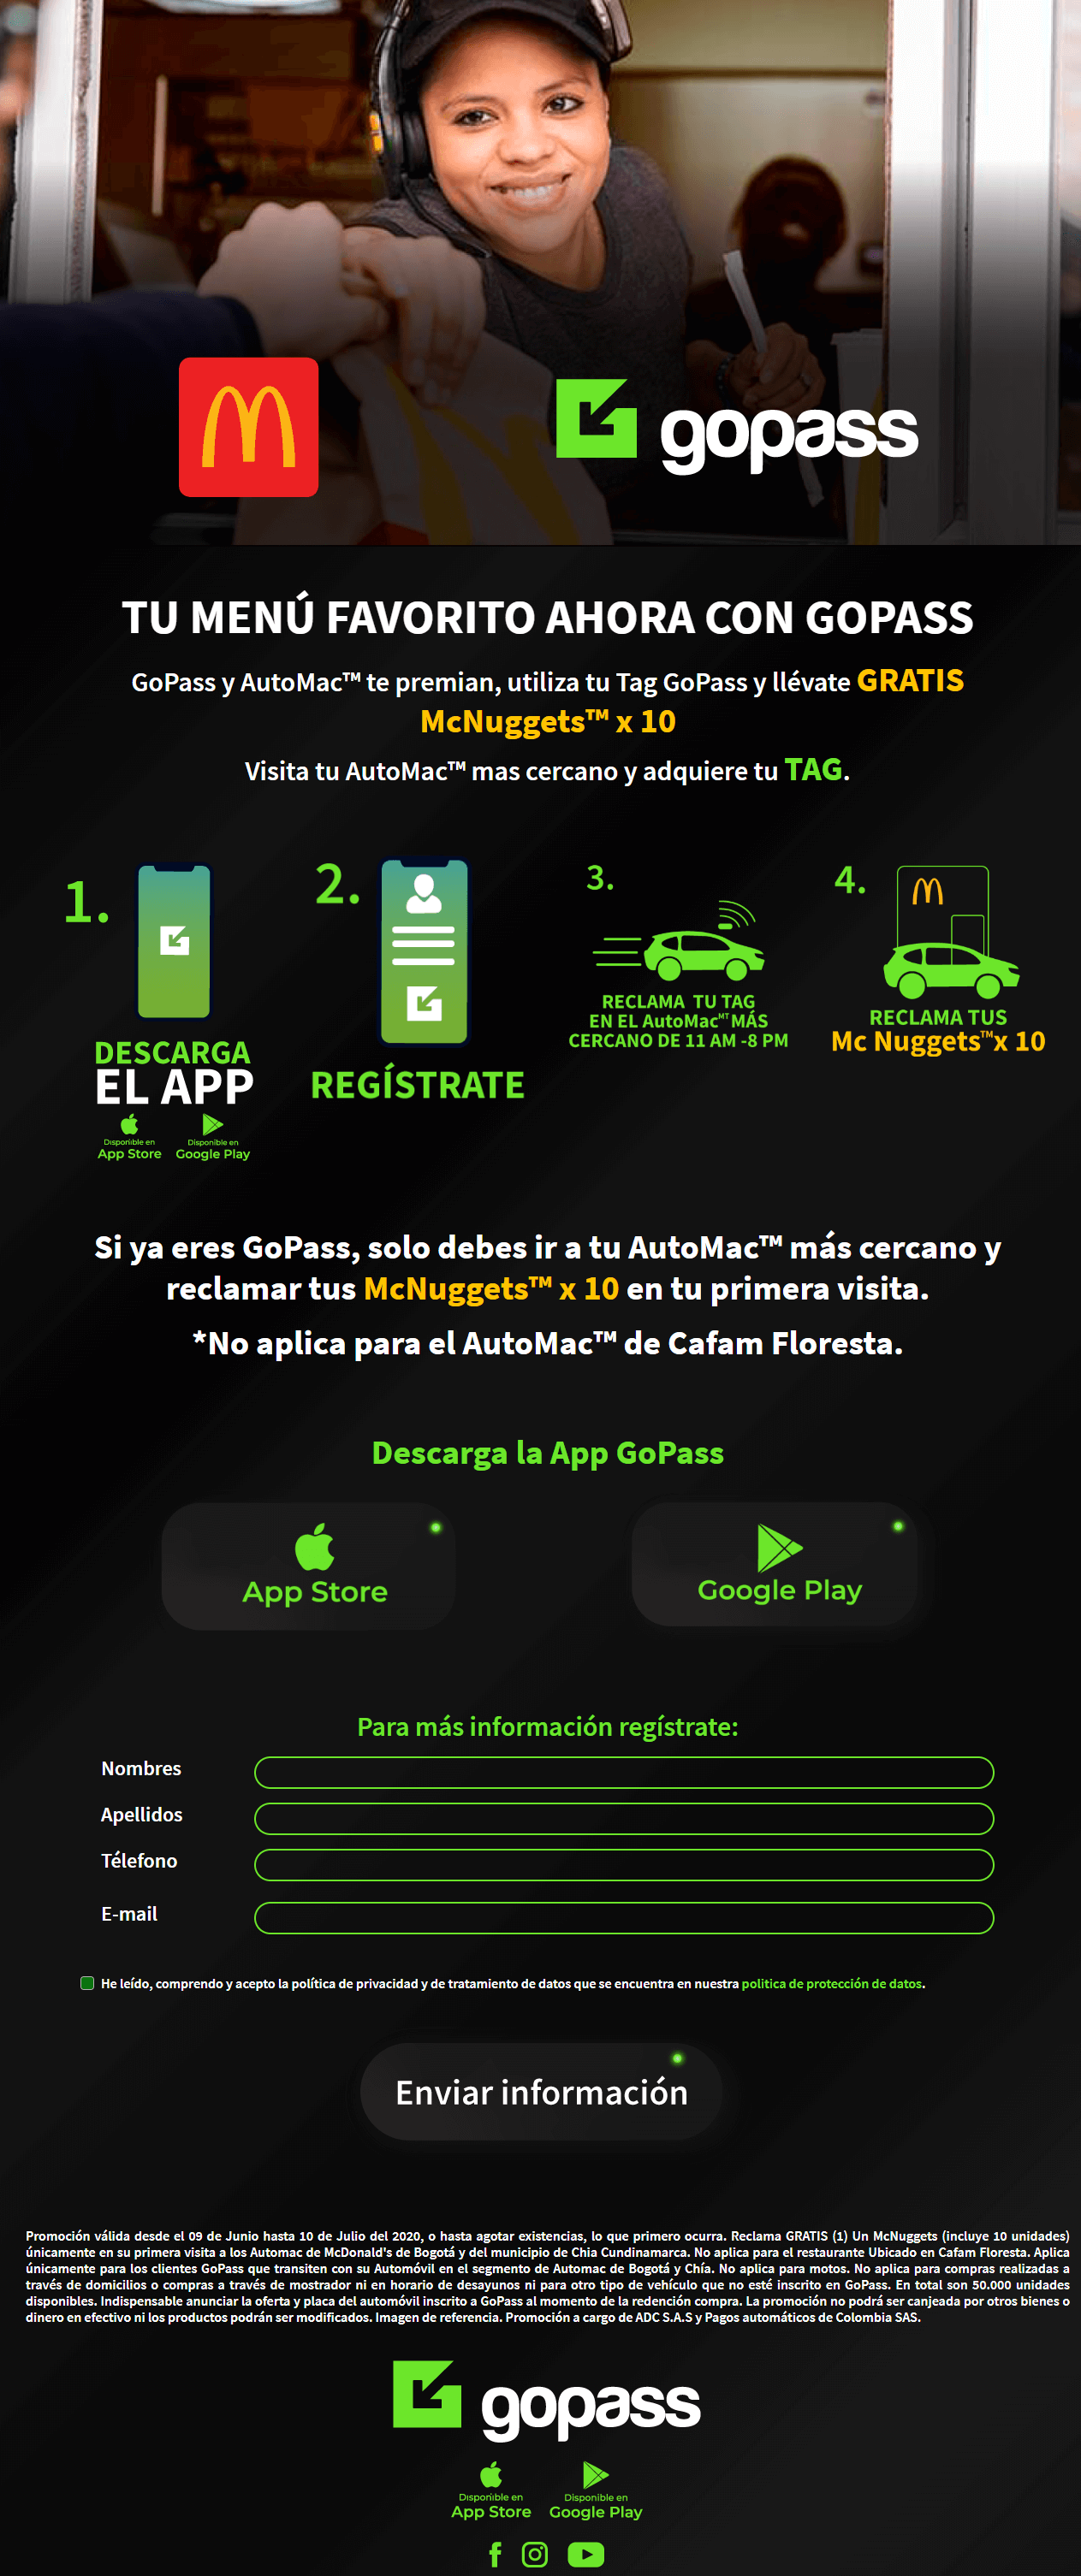 gopass
TU MENÚ FAVORITO AHORA CON GOPASS
GoPass y AutoMac™ te premian, utiliza tu Tag GoPass y llévate GRATIS
McNuggets™ x 10
Visita tu AutoMac™ mas cercano y adquiere tu TAG.
1.
DESCARGA
EL APP
Disponible en
App Store
Disponible en
Google Play
2.
REGÍSTRATE
3.
RECLAMA TU TAG
EN EL AutoMac MT MÁS
CERCANO DE 11 AM -8 PM
4.
RECLAMA TUS
Mc Nuggets™x 10
Si ya eres GoPass, solo debes ir a tu AutoMac™ más cercano y
reclamar tus McNuggets™ x 10 en tu primera visita.
*No aplica para el AutoMac™ de Cafam Floresta.
Descarga la App GoPass
App Store
Google Play
Para más información regístrate:
Nombres
Apellidos
Télefono
E-mail
He leído, comprendo y acepto la política de privacidad y de tratamiento de datos que se encuentra en nuestra politica de protección de datos.
Enviar información
Promoción válida desde el 09 de Junio hasta 10 de Julio del 2020, o hasta agotar existencias, lo que primero ocurra. Reclama GRATIS (1) Un McNuggets (incluye 10 unidades)
únicamente en su primera visita a los Automac de McDonald's de Bogotá y del municipio de Chia Cundinamarca. No aplica para el restaurante Ubicado en Cafam Floresta. Aplica
únicamente para los clientes GoPass que transiten con su Automóvil en el segmento de Automac de Bogotá y Chía. No aplica para motos. No aplica para compras realizadas a
través de domicilios o compras a través de mostrador ni en horario de desayunos ni para otro tipo de vehículo que no esté inscrito en GoPass. En total son 50.000 unidades
disponibles. Indispensable anunciar la oferta y placa del automóvil inscrito a GoPass al momento de la redención compra. La promoción no podrá ser canjeada por otros bienes o
dinero en efectivo ni los productos podrán ser modificados. Imagen de referencia. Promoción a cargo de ADC S.A.S y Pagos automáticos de Colombia SAS.
gopass
Disponible en
App Store
Disponible en
Google Play